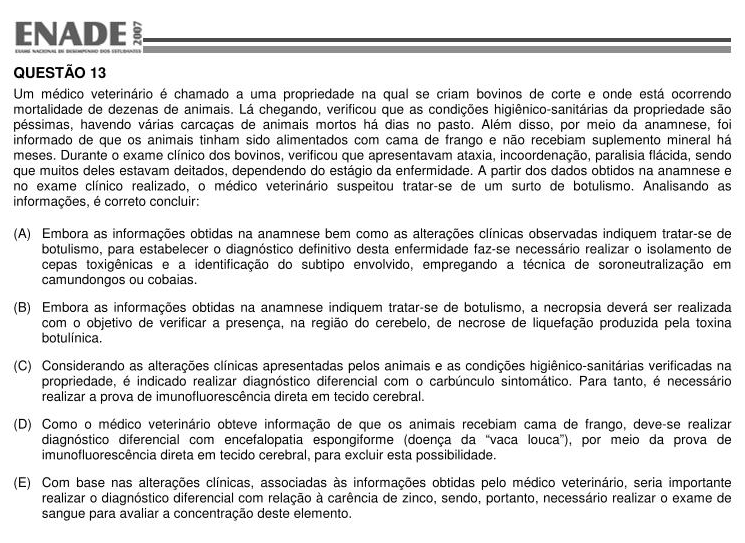 ENADE 2007
EXAME NACIONAL DE DESEMPENHO DOS ESTUDANTES
QUESTÃO 13
Um médico veterinário é chamado a uma propriedade na qual se criam bovinos de corte e onde está ocorrendo
mortalidade de dezenas de animais. Lá chegando, verificou que as condições higiênico-sanitárias da propriedade são
péssimas, havendo várias carcaças de animais mortos há dias no pasto. Além disso, por meio da anamnese, foi
informado de que os animais tinham sido alimentados com cama de frango e não recebiam suplemento mineral há
meses. Durante o exame clínico dos bovinos, verificou que apresentavam ataxia, incoordenação, paralisia flácida, sendo
que muitos deles estavam deitados, dependendo do estágio da enfermidade. A partir dos dados obtidos na anamnese e
no exame clínico realizado, o médico veterinário suspeitou tratar-se de um surto de botulismo. Analisando as
informações, é correto concluir:
(A) Embora as informações obtidas na anamnese bem como as alterações clínicas observadas indiquem tratar-se de
botulismo, para estabelecer o diagnóstico definitivo desta enfermidade faz-se necessário realizar o isolamento de
cepas toxigênicas e a identificação do subtipo envolvido, empregando a técnica de soroneutralização em
camundongos ou cobaias.
(B) Embora as informações obtidas na anamnese indiquem tratar-se de botulismo, a necropsia deverá ser realizada
com o objetivo de verificar a presença, na região do cerebelo, de necrose de liquefação produzida pela toxina
botulínica.
(C) Considerando as alterações clínicas apresentadas pelos animais e as condições higiênico-sanitárias verificadas na
propriedade, é indicado realizar diagnóstico diferencial com o carbúnculo sintomático. Para tanto, é necessário
realizar a prova de imunofluorescência direta em tecido cerebral.
(D) Como o médico veterinário obteve informação de que os animais recebiam cama de frango, deve-se realizar
diagnóstico diferencial com encefalopatia espongiforme (doença da “vaca louca”), por meio da prova de
imunofluorescência direta em tecido cerebral, para excluir esta possibilidade.
(E) Com base nas alterações clínicas, associadas às informações obtidas pelo médico veterinário, seria importante
realizar o diagnóstico diferencial com relação à carência de zinco, sendo, portanto, necessário realizar o exame de
sangue para avaliar a concentração deste elemento.